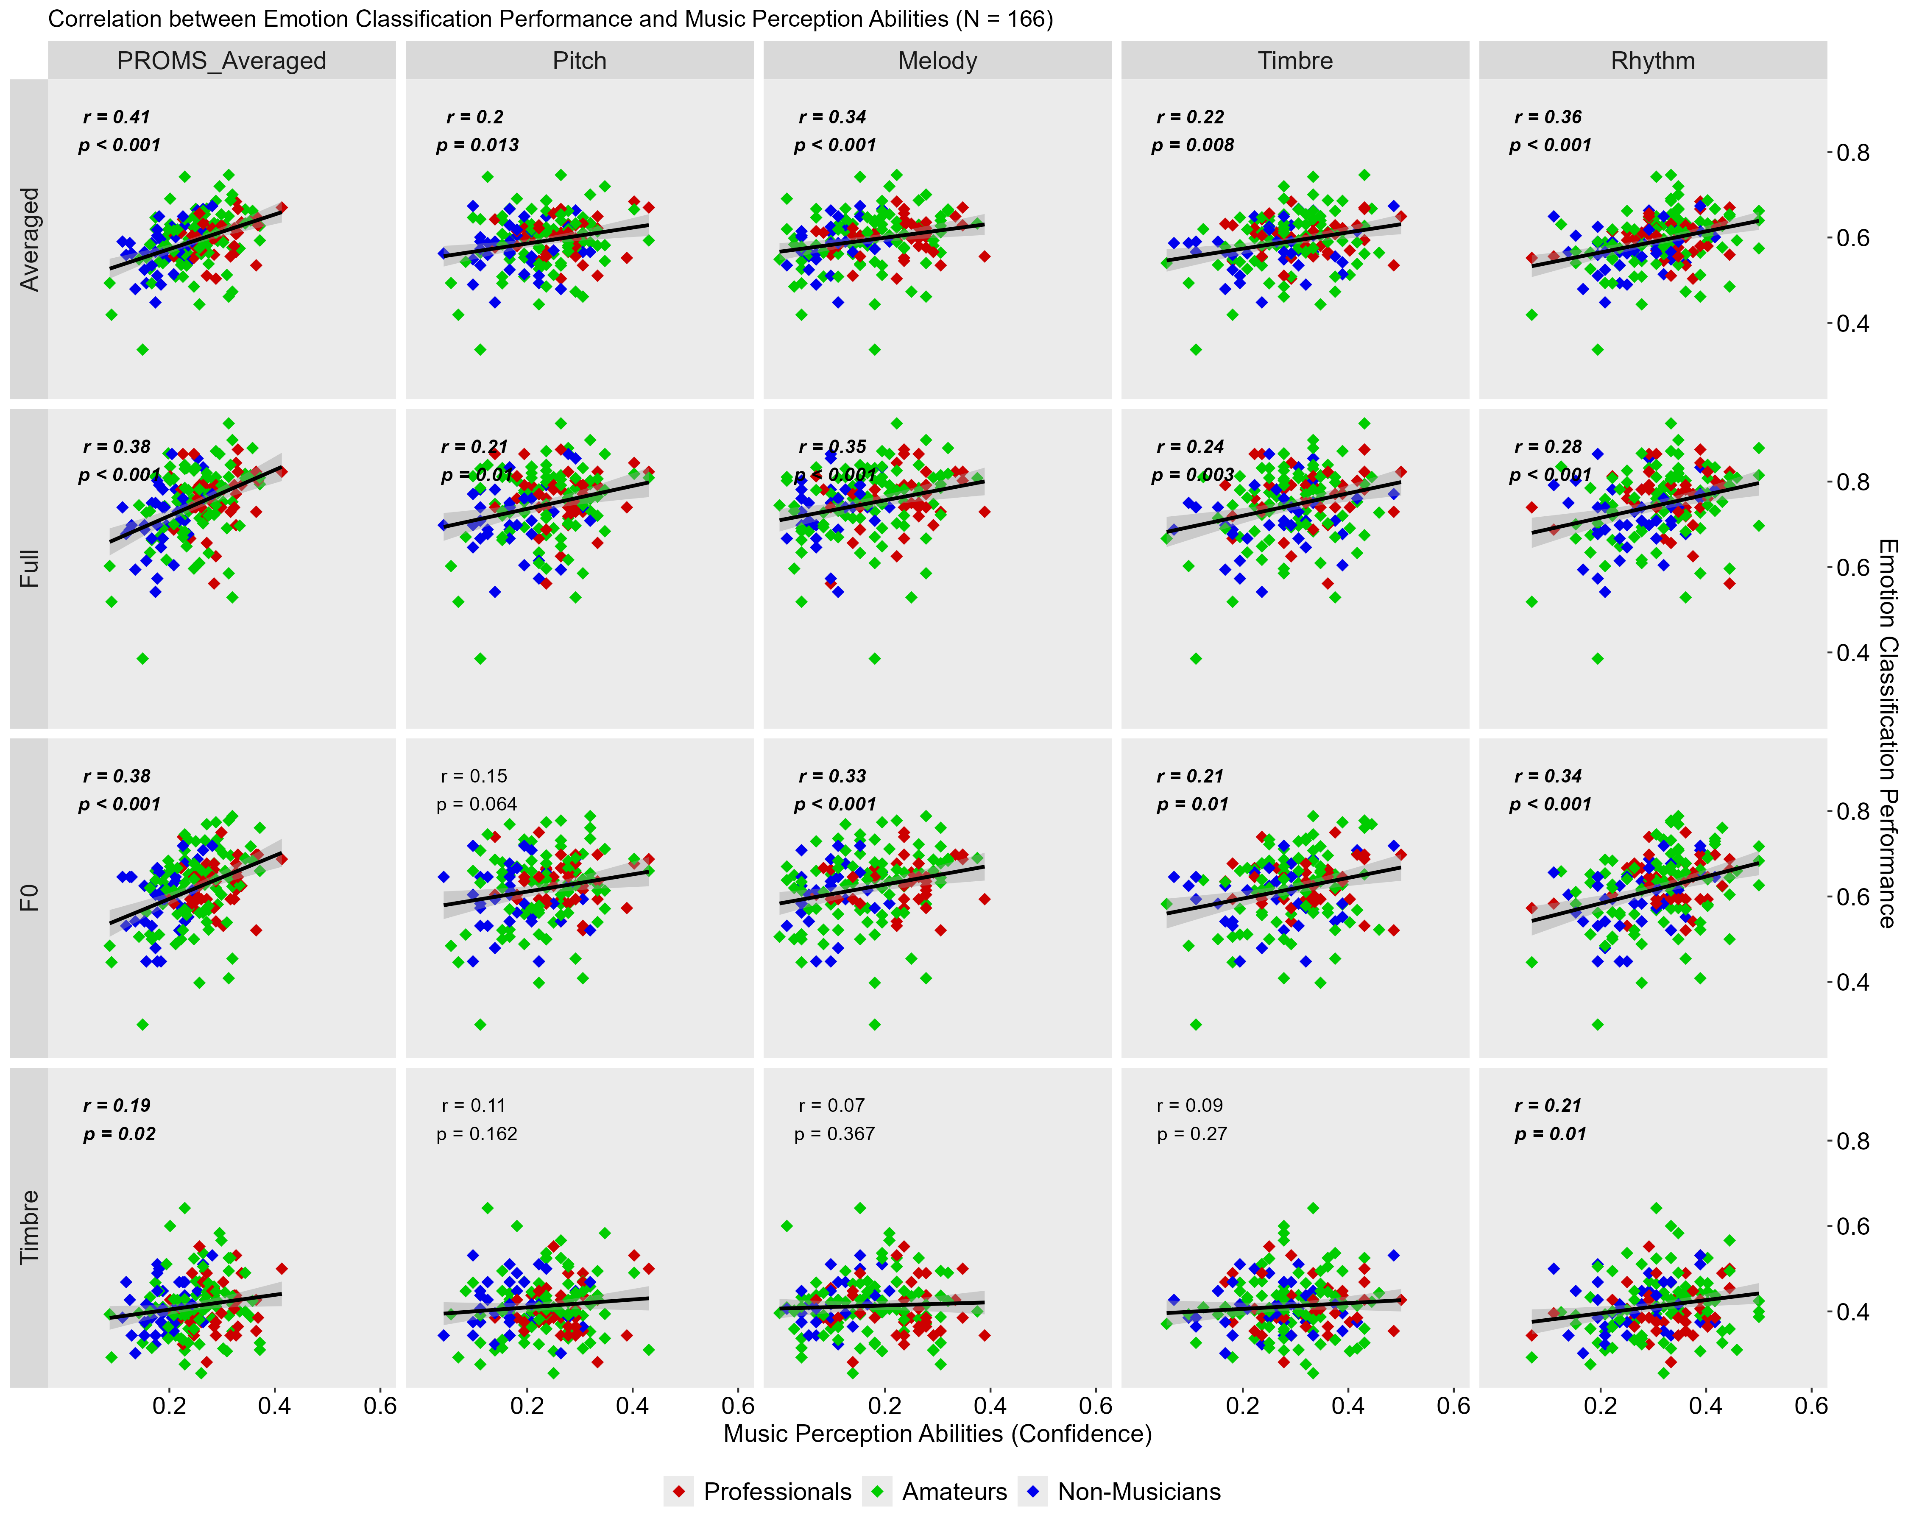 Correlation between Emotion Classification Performance and Music Perception Abilities (N = 166)
PROMS_Averaged
Pitch
Melody
Timbre
Rhythm
Averaged
r = 0.41
p < 0.001
r = 0.2
p = 0.013
r = 0.34
p < 0.001
r = 0.22
p = 0.008
r = 0.36
p < 0.001
0.8
0.6
0.4
Full
r = 0.38
p < 0.001
r = 0.21
p = 0.01
r = 0.35
p < 0.001
r = 0.24
p = 0.003
r = 0.28
p < 0.001
0.8
0.6
0.4
F0
r = 0.38
p < 0.001
r = 0.15
p = 0.064
r = 0.33
p < 0.001
r = 0.21
p = 0.01
r = 0.34
p < 0.001
0.8
0.6
0.4
Timbre
r = 0.19
p = 0.02
r = 0.11
p = 0.162
r = 0.07
p = 0.367
r = 0.09
p = 0.27
r = 0.21
p = 0.01
0.8
0.6
0.4
Emotion Classification Performance
0.2 0.4 0.6
0.2 0.4 0.6
0.2 0.4 0.6
0.2 0.4 0.6
0.2 0.4 0.6
Music Perception Abilities (Confidence)
Professionals
Amateurs
Non-Musicians